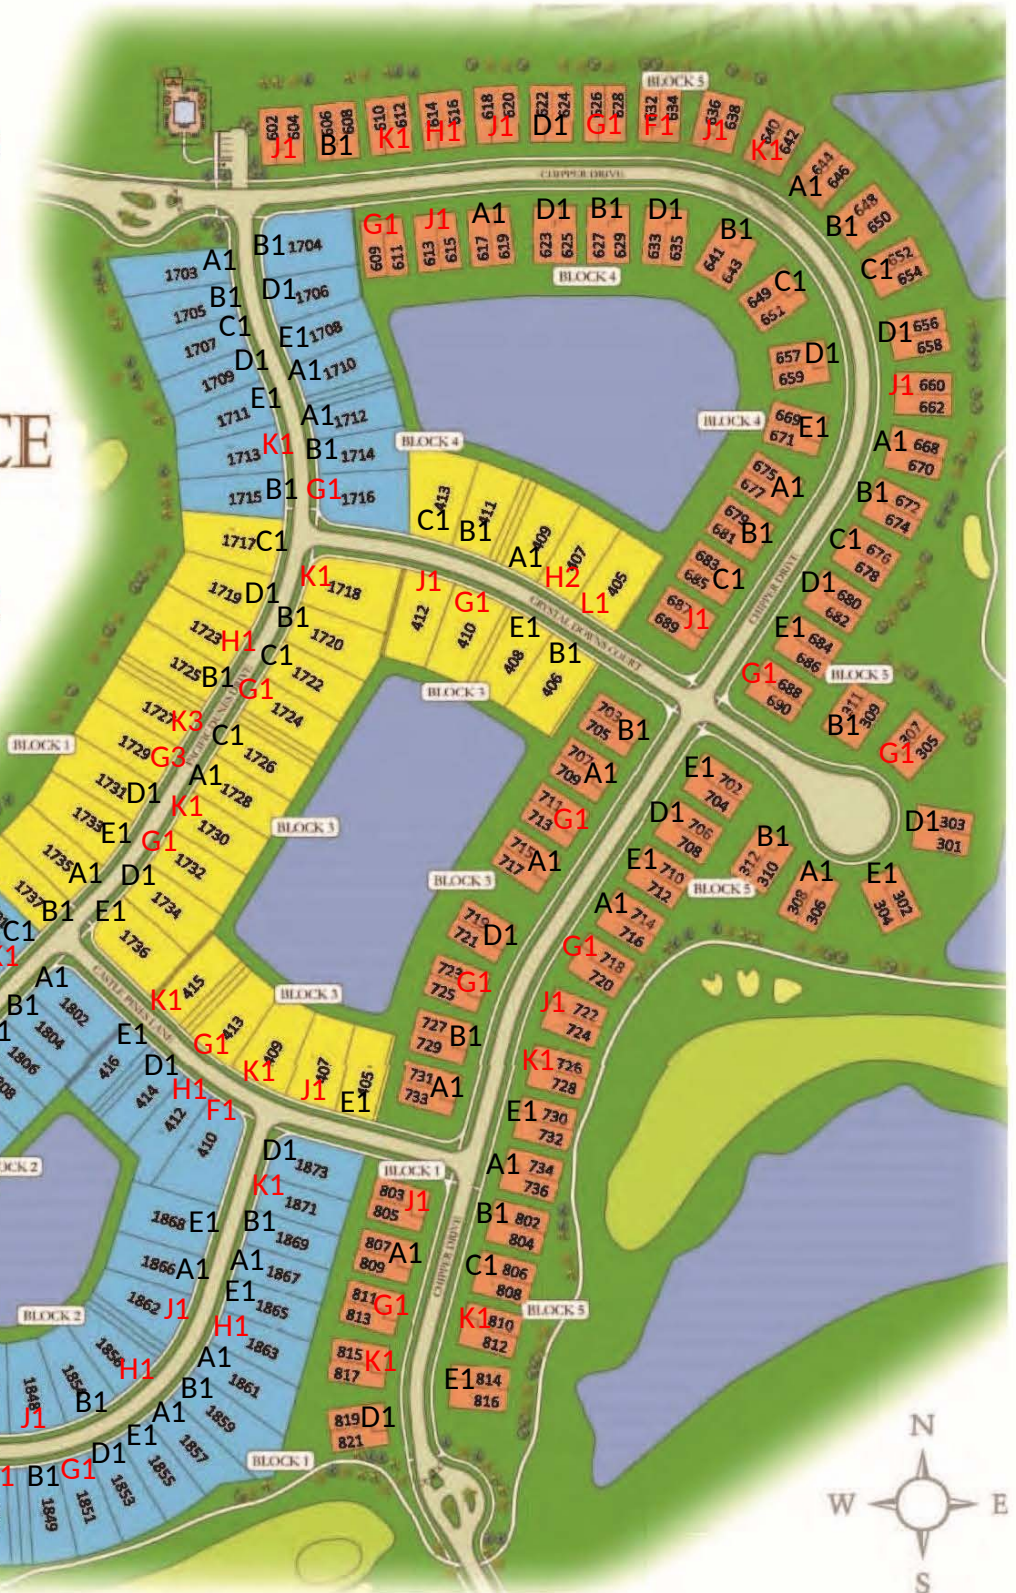 BLOCK 5
602 604 606 608 610 612 614 616 618 620 622 624 626 628 632 634 636 638
J1 B1 K1 H1 J1 D1 G1 F1 J1
640 642 K1
644 646 A1
648 650 B1
652 654 C1
656 658 D1
660 662 J1
668 670 A1
672 674 B1
676 678 C1
680 682 D1
684 686 E1
688 690 G1
BLOCK 5
CHIPPER DRIVE
G1 J1 A1 D1 B1 D1 B1
609 611 613 615 617 619 623 625 627 629 633 635 641 643
BLOCK 4
649 651 C1
657 659 D1
BLOCK 4
669 671 E1
675 677 A1
679 681 B1
683 685 C1
687 689 J1
CHIPPER DRIVE
1703 A1
B1 1704
1705 B1
D1 1706
1707 C1
E1 1708
1709 D1
A1 1710
1711 E1
A1 1712
CE
1713 K1
B1 1714
BLOCK 4
1715 B1
G1 1716
413 C1
411 B1
409 A1
407 H2
405 L1
CRYSTAL DOWNS COURT
1717 C1
K1 1718
J1 412
G1 410
E1 408
B1 406
1719 D1
B1 1720
1723 H1
C1 1722
1725 B1
G1 1724
BLOCK 3
1727 K3
C1 1726
BLOCK 1
1729 G3
A1 1728
1731 D1
K1 1730
1733 E1
G1 1732
BLOCK 3
1735 A1
D1 1734
1737 B1
E1 1736
C1
311 309 B1
307 305 G1
303 301 D1
302 304 E1
308 306 A1
312 310 B1
703 705 B1
707 709 A1
711 713 G1
715 717 A1
BLOCK 3
719 721 D1
723 725 G1
727 729 B1
731 733 A1
E1 702 704
D1 706 708
E1 710 712
BLOCK 5
A1 714 716
G1 718 720
J1 722 724
K1 726 728
E1 730 732
A1 734 736
B1 802 804
C1 806 808
K1 810 812
BLOCK 5
E1 814 816
CASTLE PINES LANE
BLOCK 3
K1 415
G1 413
K1 409
J1 407
E1 405
A1 1802
B1 1804
1806
E1 416
D1 414
H1 412
F1 410
BLOCK 1
803 805 J1
807 809 A1
811 813 G1
815 817 K1
819 821 D1
CHIPPER DRIVE
D1 1873
K1 1871
B1 1869
A1 1867
E1 1865
H1 1863
A1 1861
B1 1859
A1 1857
E1 1855
D1 1853
G1 1851
B1 1849
BLOCK 1
1868 E1
1866 A1
1862 J1
BLOCK 2
1856 H1
1854 B1
1848 J1
N
W E
S